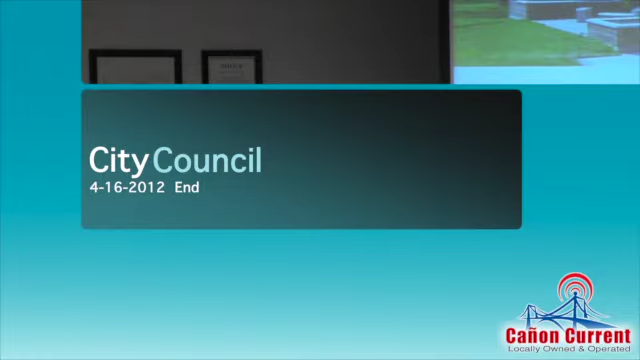 City Council
4-16-2012 End
Cañon Current
Locally Owned & Operated